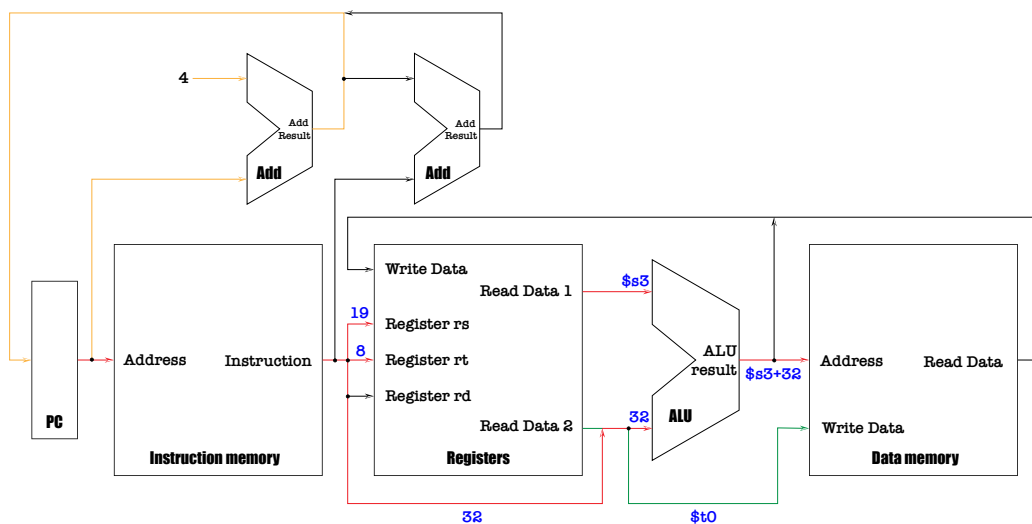 4
Add
Result
Add
Add
Result
Add
Write Data
Read Data 1
$s3
19
Register rs
8
Address
Instruction
Register rt
ALU
result
$s3+32
Address
Read Data
Register rd
PC
Read Data 2
32
ALU
Write Data
Instruction memory
Registers
Data memory
32
$t0